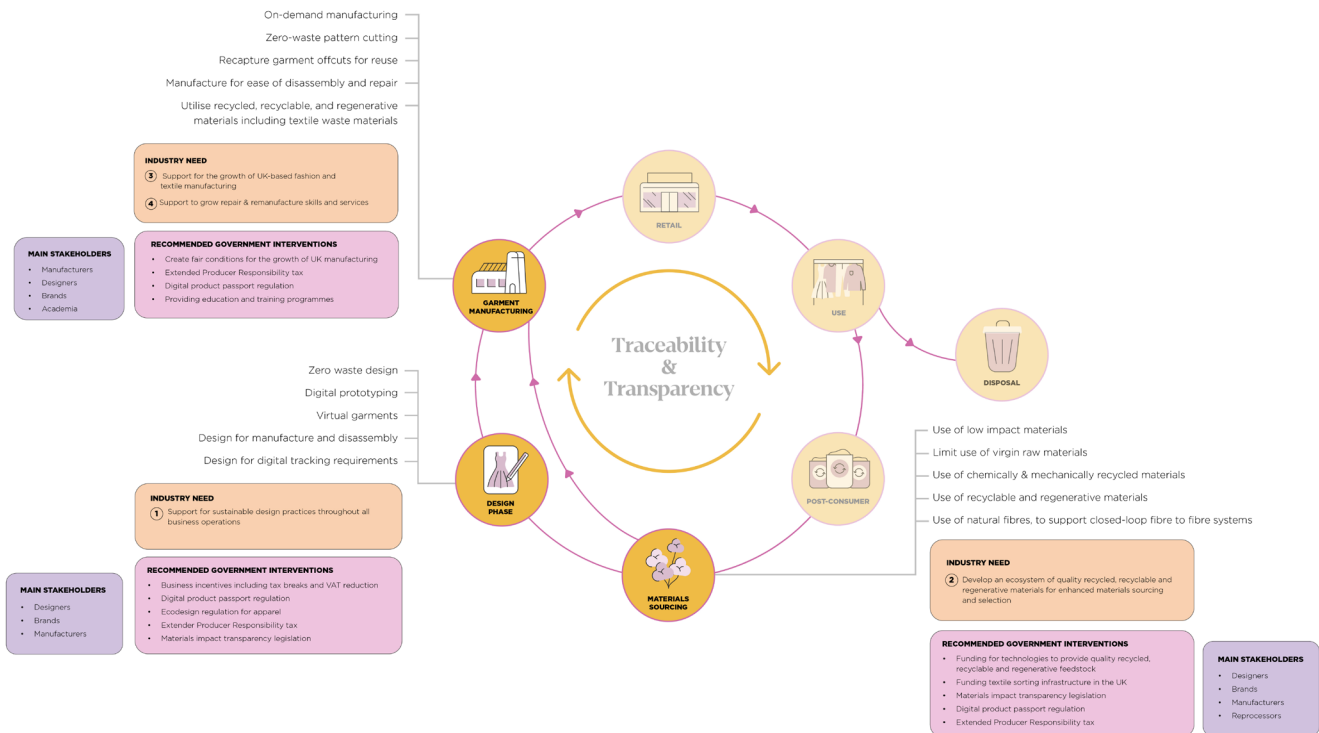 On-demand manufacturing
Zero-waste pattern cutting
Recapture garment offcuts for reuse
Manufacture for ease of disassembly and repair
Utilise recycled, recyclable, and regenerative
materials including textile waste materials
INDUSTRY NEED
3 Support for the growth of UK-based fashion and
textile manufacturing
4 Support to grow repair & remanufacture skills and services
MAIN STAKEHOLDERS
• Manufacturers
• Designers
• Brands
• Academia
RECOMMENDED GOVERNMENT INTERVENTIONS
• Create fair conditions for the growth of UK manufacturing
• Extended Producer Responsibility tax
• Digital product passport regulation
• Providing education and training programmes
RETAIL
GARMENT
MANUFACTURING
USE
DISPOSAL
Traceability
&
Transparency
Zero waste design
Digital prototyping
Virtual garments
Design for manufacture and disassembly
Design for digital tracking requirements
DESIGN
PHASE
POST-CONSUMER
MATERIALS
SOURCING
INDUSTRY NEED
1 Support for sustainable design practices throughout all
business operations
MAIN STAKEHOLDERS
• Designers
• Brands
• Manufacturers
RECOMMENDED GOVERNMENT INTERVENTIONS
• Business incentives including tax breaks and VAT reduction
• Digital product passport regulation
• Ecodesign regulation for apparel
• Extender Producer Responsibility tax
• Materials impact transparency legislation
Use of low impact materials
Limit use of virgin raw materials
Use of chemically & mechanically recycled materials
Use of recyclable and regenerative materials
Use of natural fibres, to support closed-loop fibre to fibre systems
INDUSTRY NEED
2 Develop an ecosystem of quality recycled, recyclable and
regenerative materials for enhanced materials sourcing
and selection
RECOMMENDED GOVERNMENT INTERVENTIONS
• Funding for technologies to provide quality recycled,
recyclable and regenerative feedstock
• Funding textile sorting infrastructure in the UK
• Materials impact transparency legislation
• Digital product passport regulation
• Extended Producer Responsibility tax
MAIN STAKEHOLDERS
• Designers
• Brands
• Manufacturers
• Reprocessors